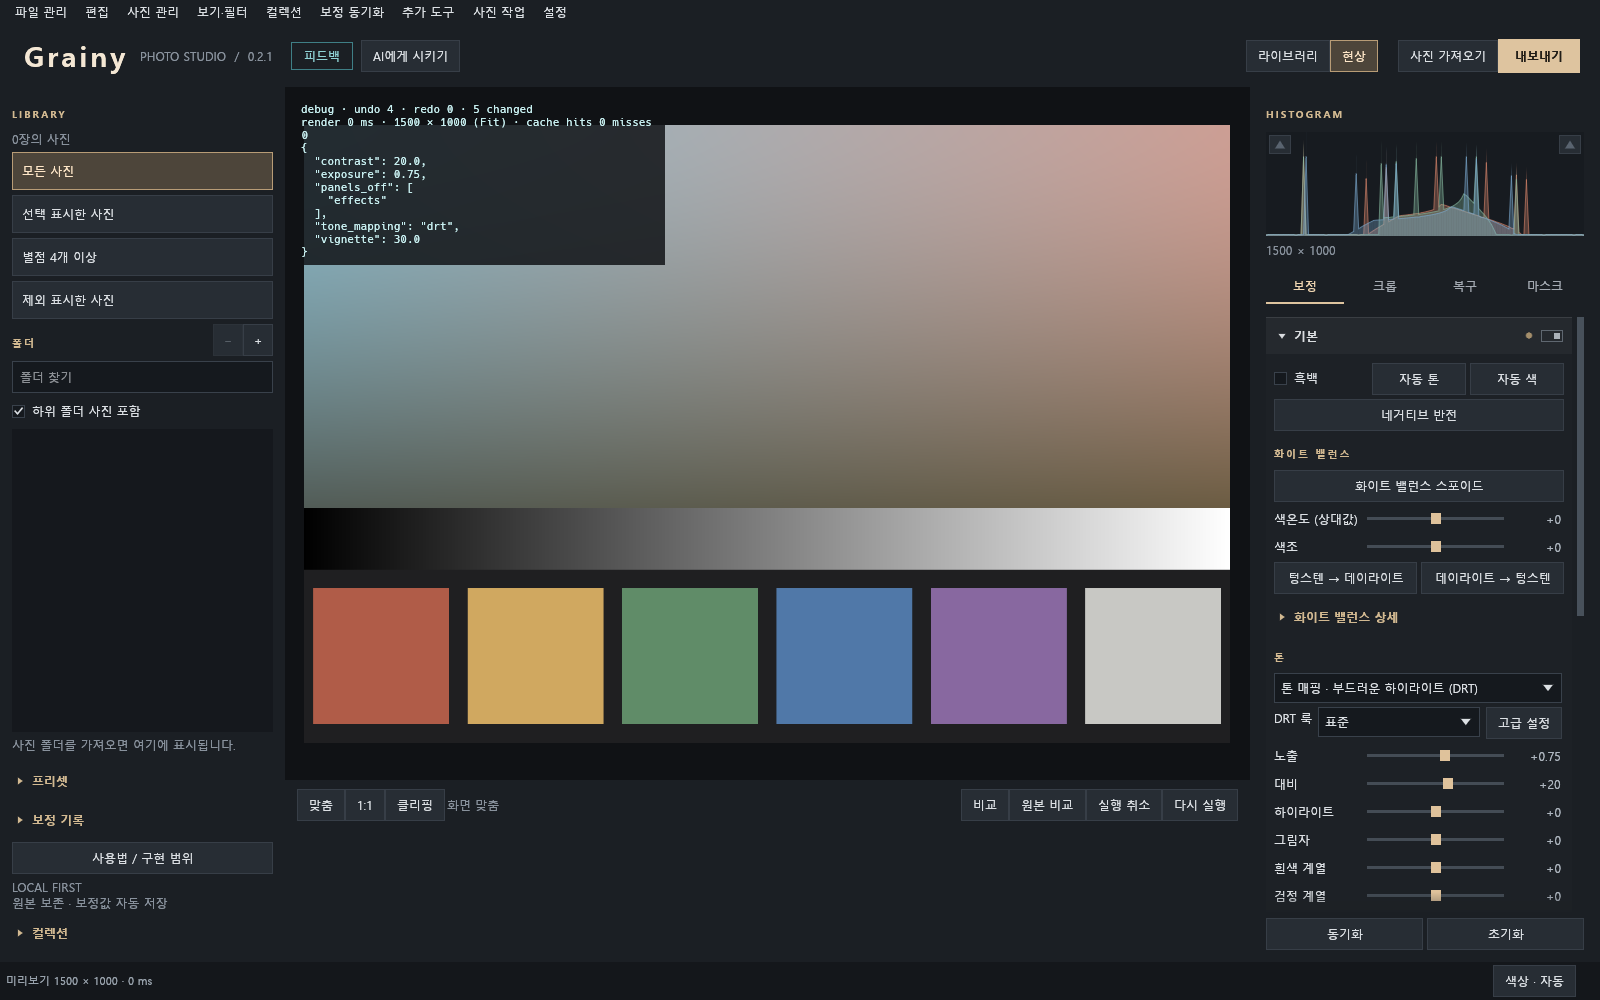 파일 관리 편집 사진 관리 보기·필터 컬렉션 보정 동기화 추가 도구 사진 작업 설정
Grainy PHOTO STUDIO / 0.2.1 피드백 AI에게 시키기 라이브러리 현상 사진 가져오기 내보내기
LIBRARY
0장의 사진
모든 사진
선택 표시한 사진
별점 4개 이상
제외 표시한 사진
폴더 − +
폴더 찾기
하위 폴더 사진 포함
사진 폴더를 가져오면 여기에 표시됩니다.
프리셋
보정 기록
사용법 / 구현 범위
LOCAL FIRST
원본 보존 · 보정값 자동 저장
컬렉션
debug · undo 4 · redo 0 · 5 changed
render 0 ms · 1500 × 1000 (Fit) · cache hits 0 misses
0
{
"contrast": 20.0,
"exposure": 0.75,
"panels_off": [
"effects"
],
"tone_mapping": "drt",
"vignette": 30.0
}
맞춤 1:1 클리핑 화면 맞춤 비교 원본 비교 실행 취소 다시 실행
HISTOGRAM
1500 × 1000
보정 크롭 복구 마스크
기본
흑백 자동 톤 자동 색
네거티브 반전
화이트 밸런스
화이트 밸런스 스포이드
색온도 (상대값) +0
색조 +0
텅스텐 → 데이라이트 데이라이트 → 텅스텐
화이트 밸런스 상세
톤
톤 매핑 · 부드러운 하이라이트 (DRT)
DRT 룩 표준 고급 설정
노출 +0.75
대비 +20
하이라이트 +0
그림자 +0
흰색 계열 +0
검정 계열 +0
동기화 초기화
미리보기 1500 × 1000 · 0 ms 색상 · 자동